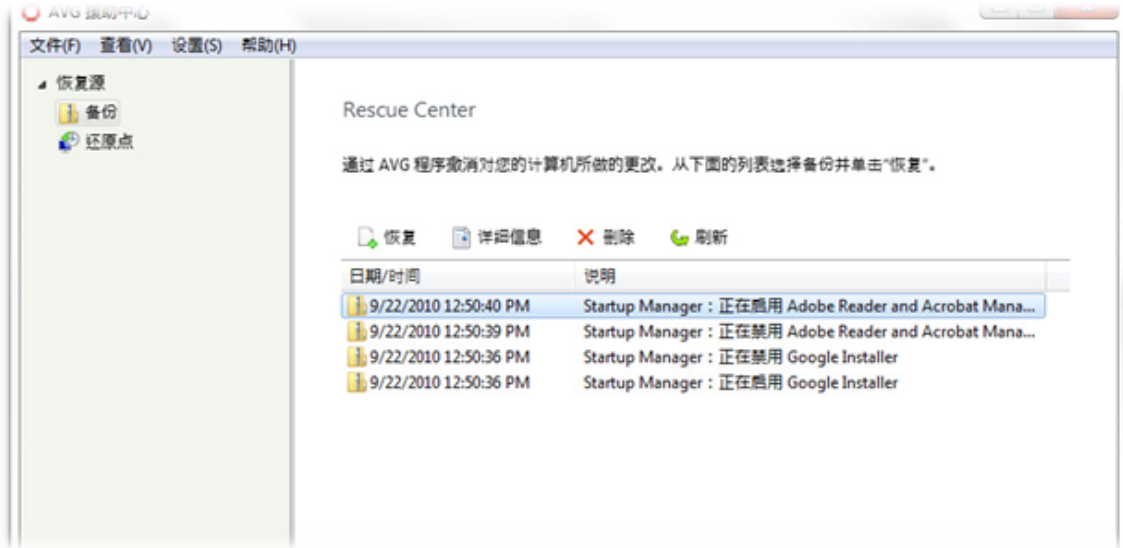 AVG 援助中心
文件(F) 查看(V) 设置(S) 帮助(H)
恢复源
备份
还原点
Rescue Center
通过 AVG 程序撤消对您的计算机所做的更改。从下面的列表选择备份并单击“恢复”。
恢复 详细信息 删除 刷新
日期/时间 说明
9/22/2010 12:50:40 PM Startup Manager：正在启用 Adobe Reader and Acrobat Mana...
9/22/2010 12:50:39 PM Startup Manager：正在禁用 Adobe Reader and Acrobat Mana...
9/22/2010 12:50:36 PM Startup Manager：正在禁用 Google Installer
9/22/2010 12:50:36 PM Startup Manager：正在启用 Google Installer